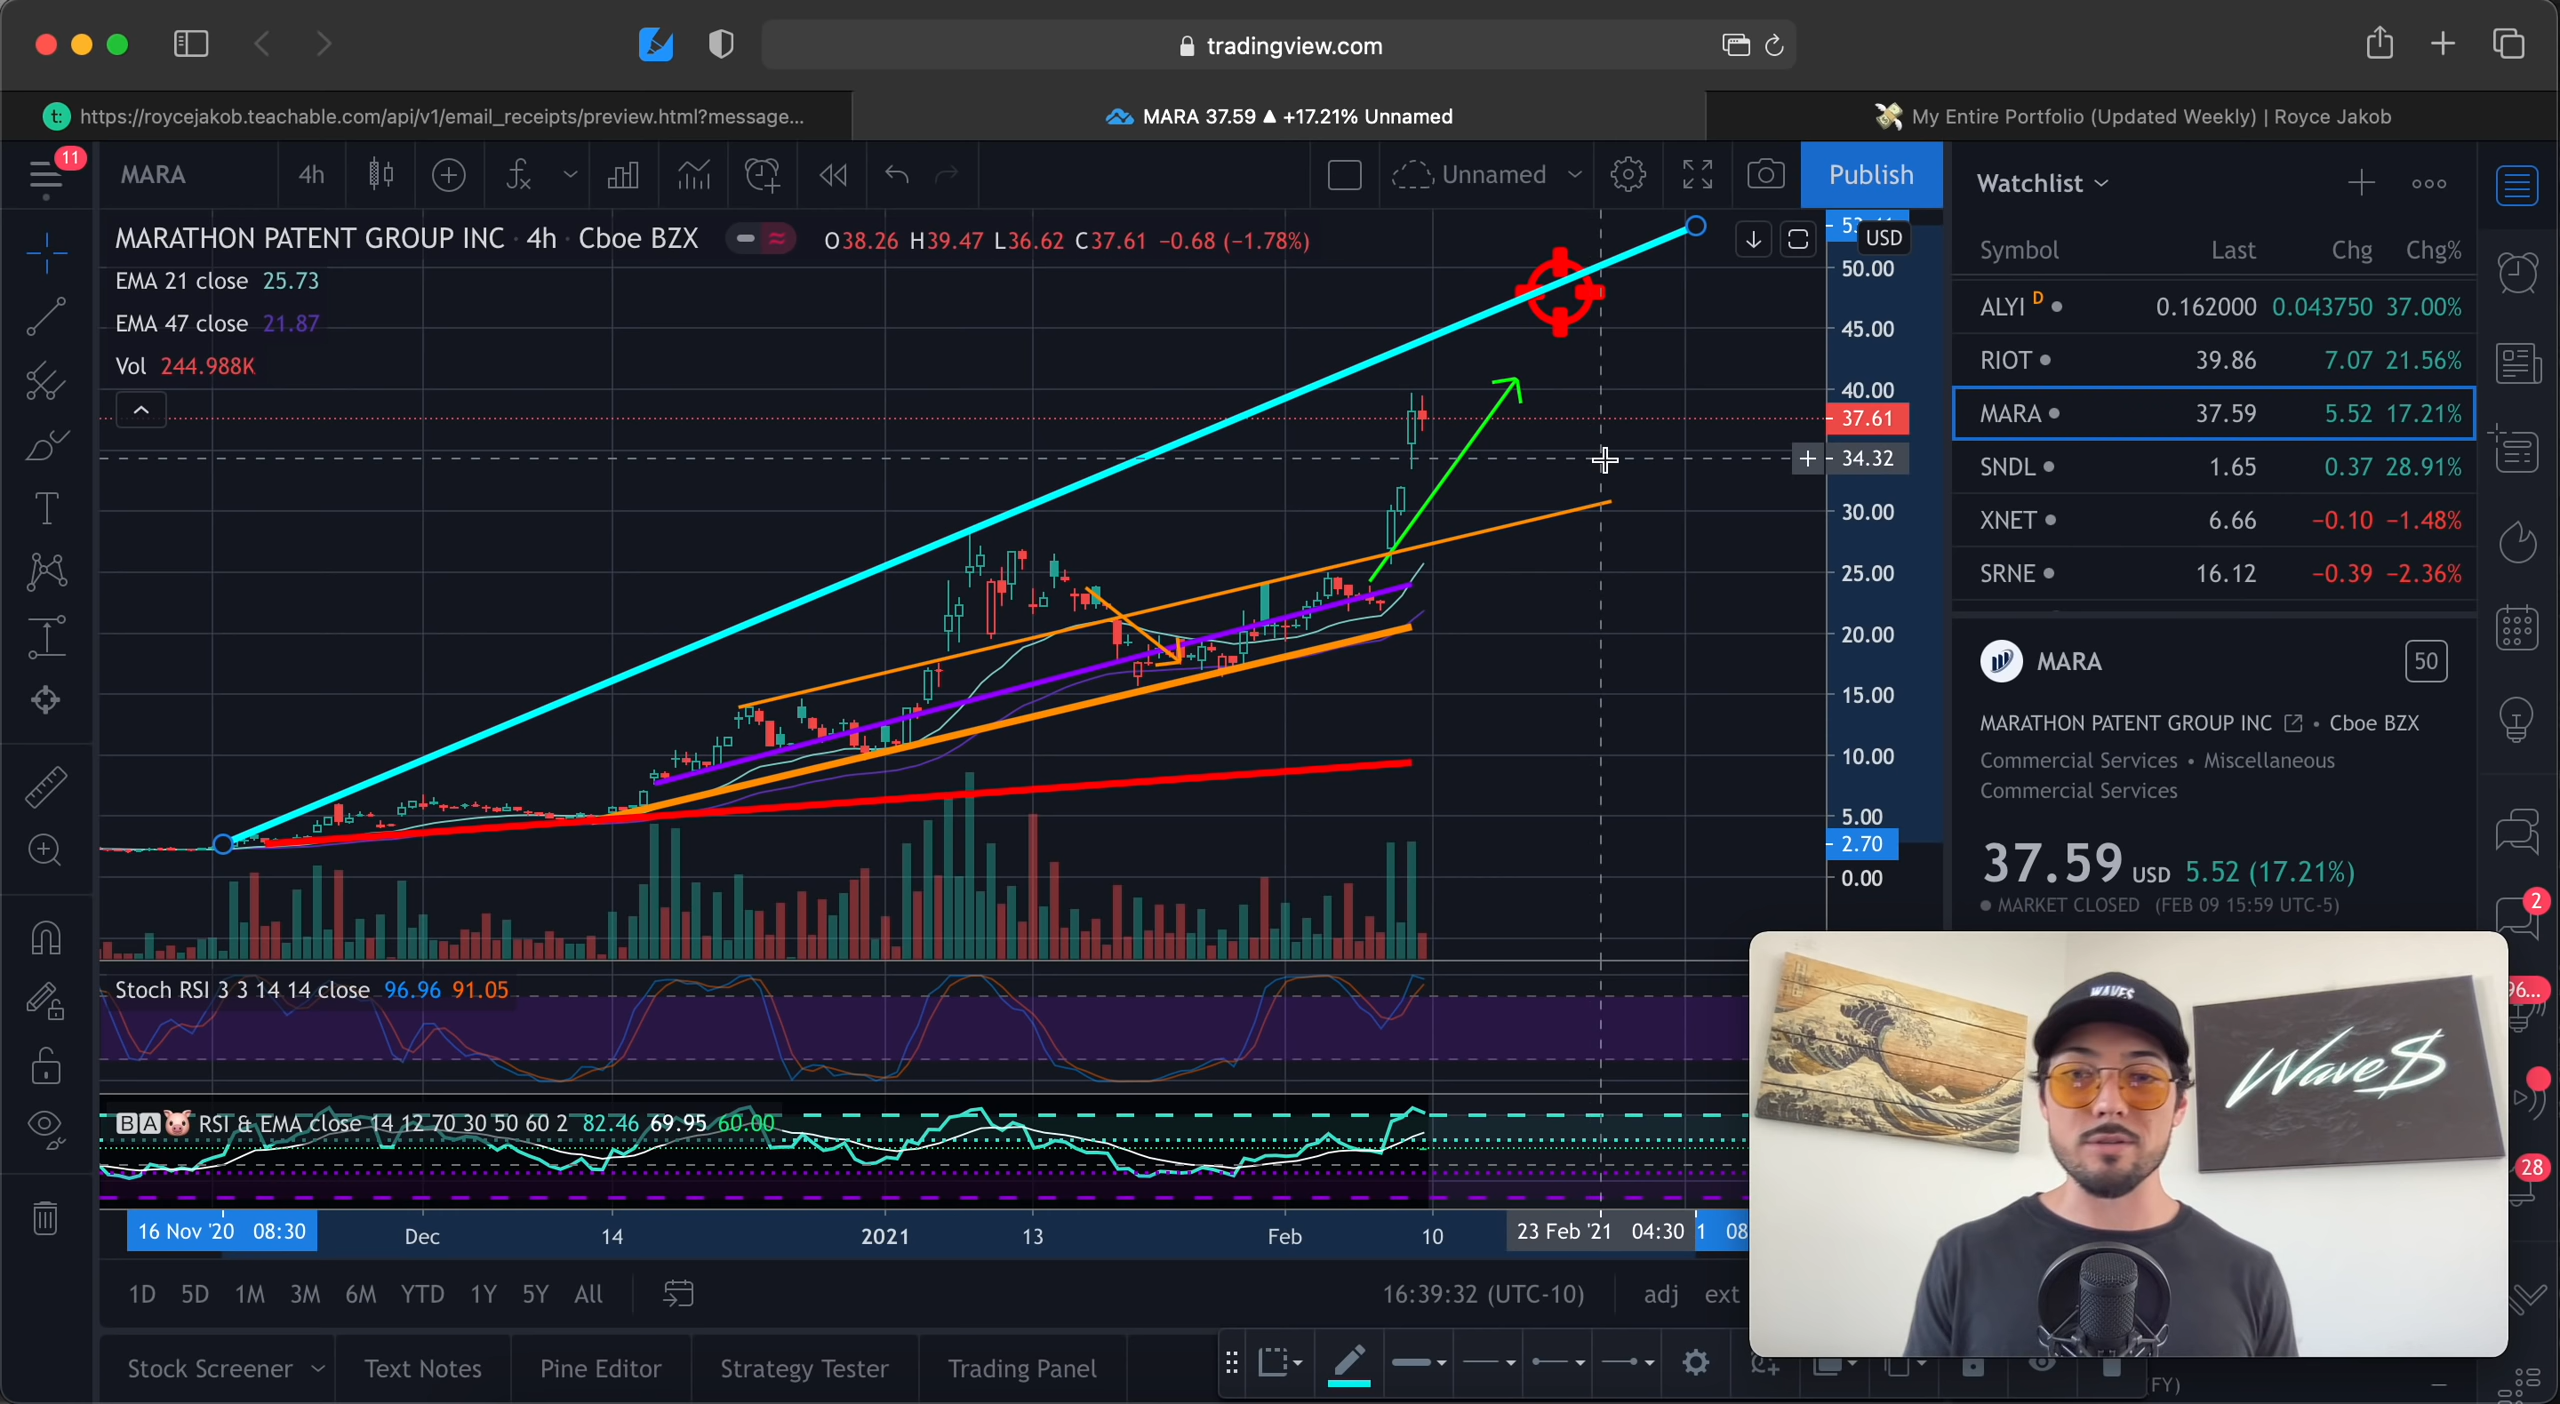 tradingview.com
https://roycejakob.teachable.com/api/v1/email_receipts/preview.html?message...
MARA 37.59 ▲ +17.21% Unnamed
My Entire Portfolio (Updated Weekly) | Royce Jakob
11
MARA
4h
Unnamed
Publish
Watchlist
MARATHON PATENT GROUP INC · 4h · Cboe BZX
O38.26 H39.47 L36.62 C37.61 −0.68 (−1.78%)
EMA 21 close 25.73
EMA 47 close 21.87
Vol 244.988K
USD
50.00
45.00
40.00
37.61
34.32
30.00
25.00
20.00
15.00
10.00
5.00
2.70
0.00
Symbol Last Chg Chg%
ALYI D 0.162000 0.043750 37.00%
RIOT 39.86 7.07 21.56%
MARA 37.59 5.52 17.21%
SNDL 1.65 0.37 28.91%
XNET 6.66 −0.10 −1.48%
SRNE 16.12 −0.39 −2.36%
MARA
50
MARATHON PATENT GROUP INC • Cboe BZX
Commercial Services • Miscellaneous
Commercial Services
37.59 USD 5.52 (17.21%)
MARKET CLOSED (FEB 09 15:59 UTC-5)
2
96...
28
Stoch RSI 3 3 14 14 close 96.96 91.05
BA RSI & EMA close 14 12 70 30 50 60 2 82.46 69.95 60.00
16 Nov '20 08:30
Dec
14
2021
13
Feb
10
23 Feb '21 04:30
1 08
1D 5D 1M 3M 6M YTD 1Y 5Y All
16:39:32 (UTC-10)
adj
ext
Stock Screener
Text Notes
Pine Editor
Strategy Tester
Trading Panel
FY)
WAVES
Wave$